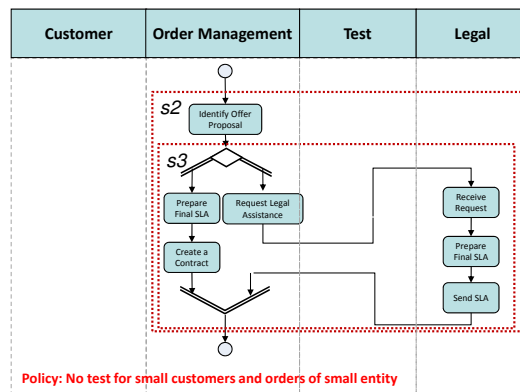 Customer
Order Management
Test
Legal
s2
Identify Offer
Proposal
s3
Prepare
Final SLA
Request Legal
Assistance
Receive
Request
Create a
Contract
Prepare
Final SLA
Send SLA
Policy: No test for small customers and orders of small entity